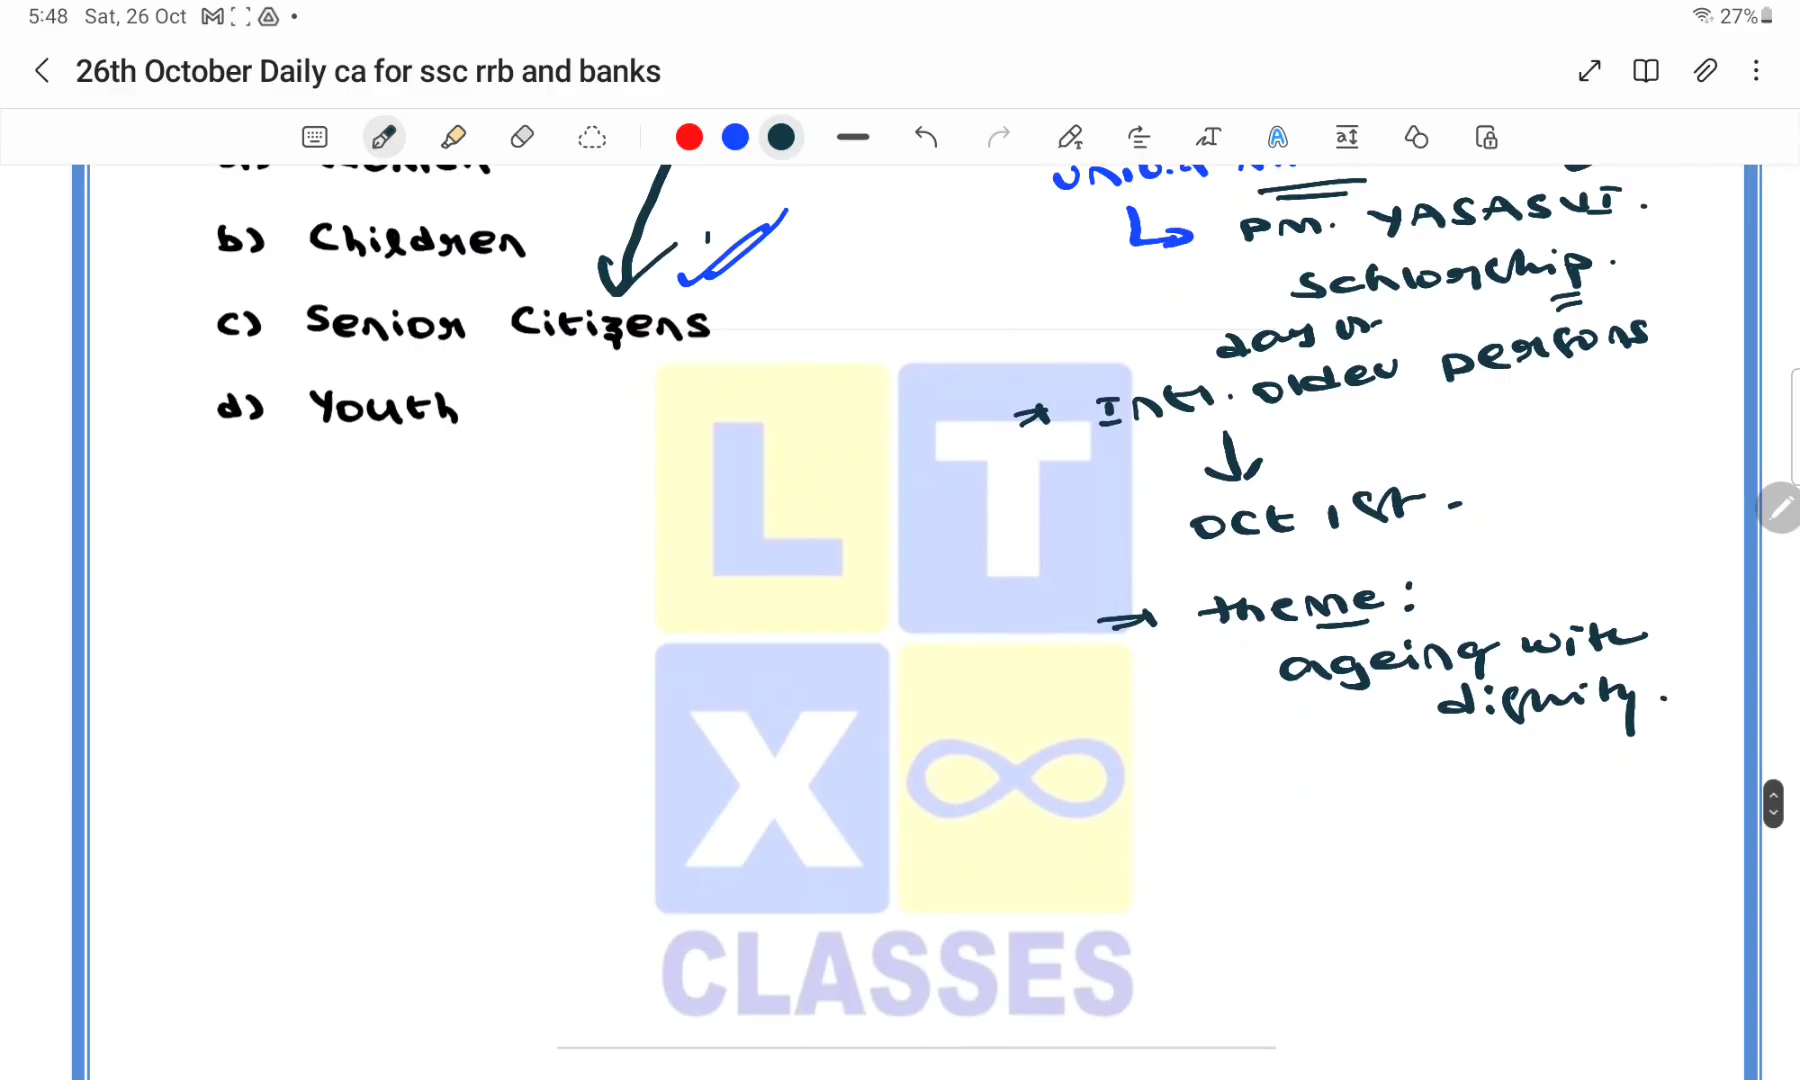 5:48 Sat, 26 Oct
27%
26th October Daily ca for ssc rrb and banks
b) Children
c) Senior Citizens
d) Youth
PM. YASASVI.
Schlorship.
day of
⇒ Intl. older persons
↓
OCt 1st.
⇒ theme:
ageing with
dignity.
L T
X ∞
CLASSES